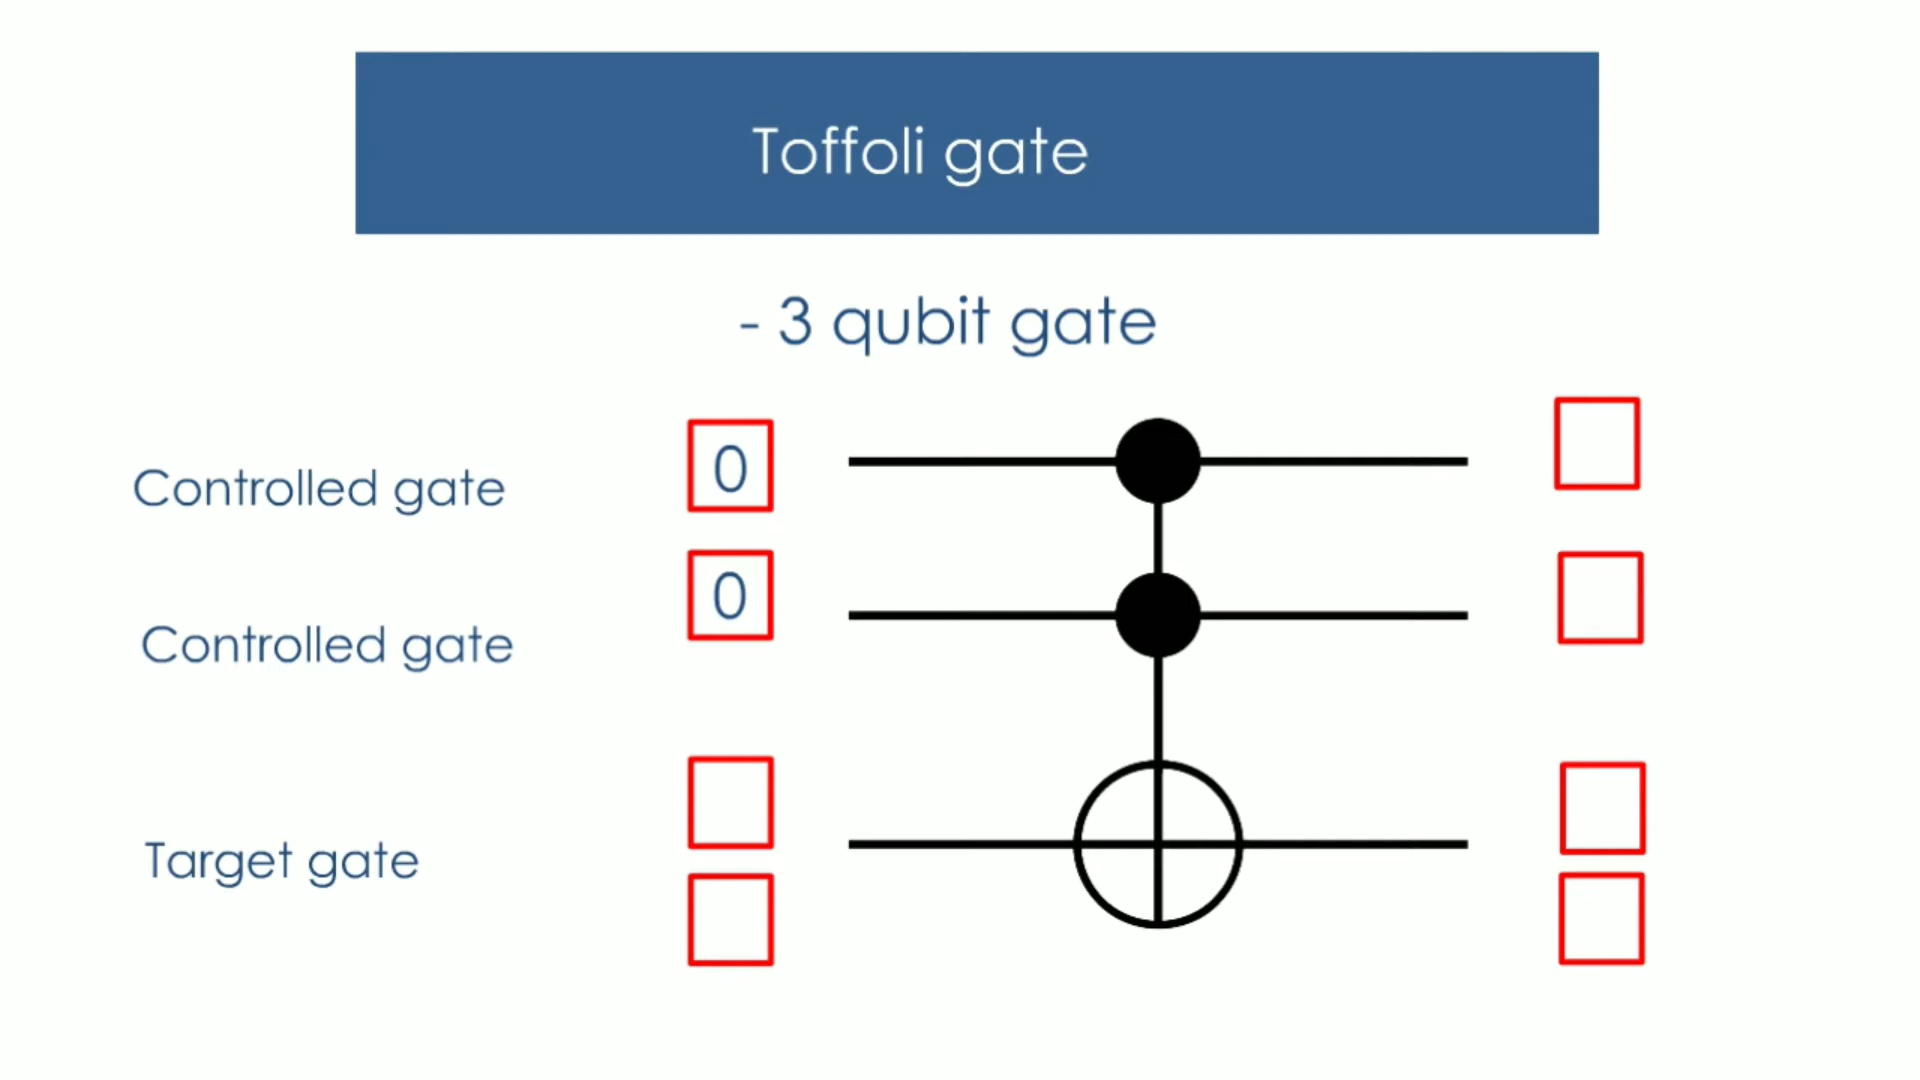 Toffoli gate
- 3 qubit gate
Controlled gate
0
Controlled gate
0
Target gate